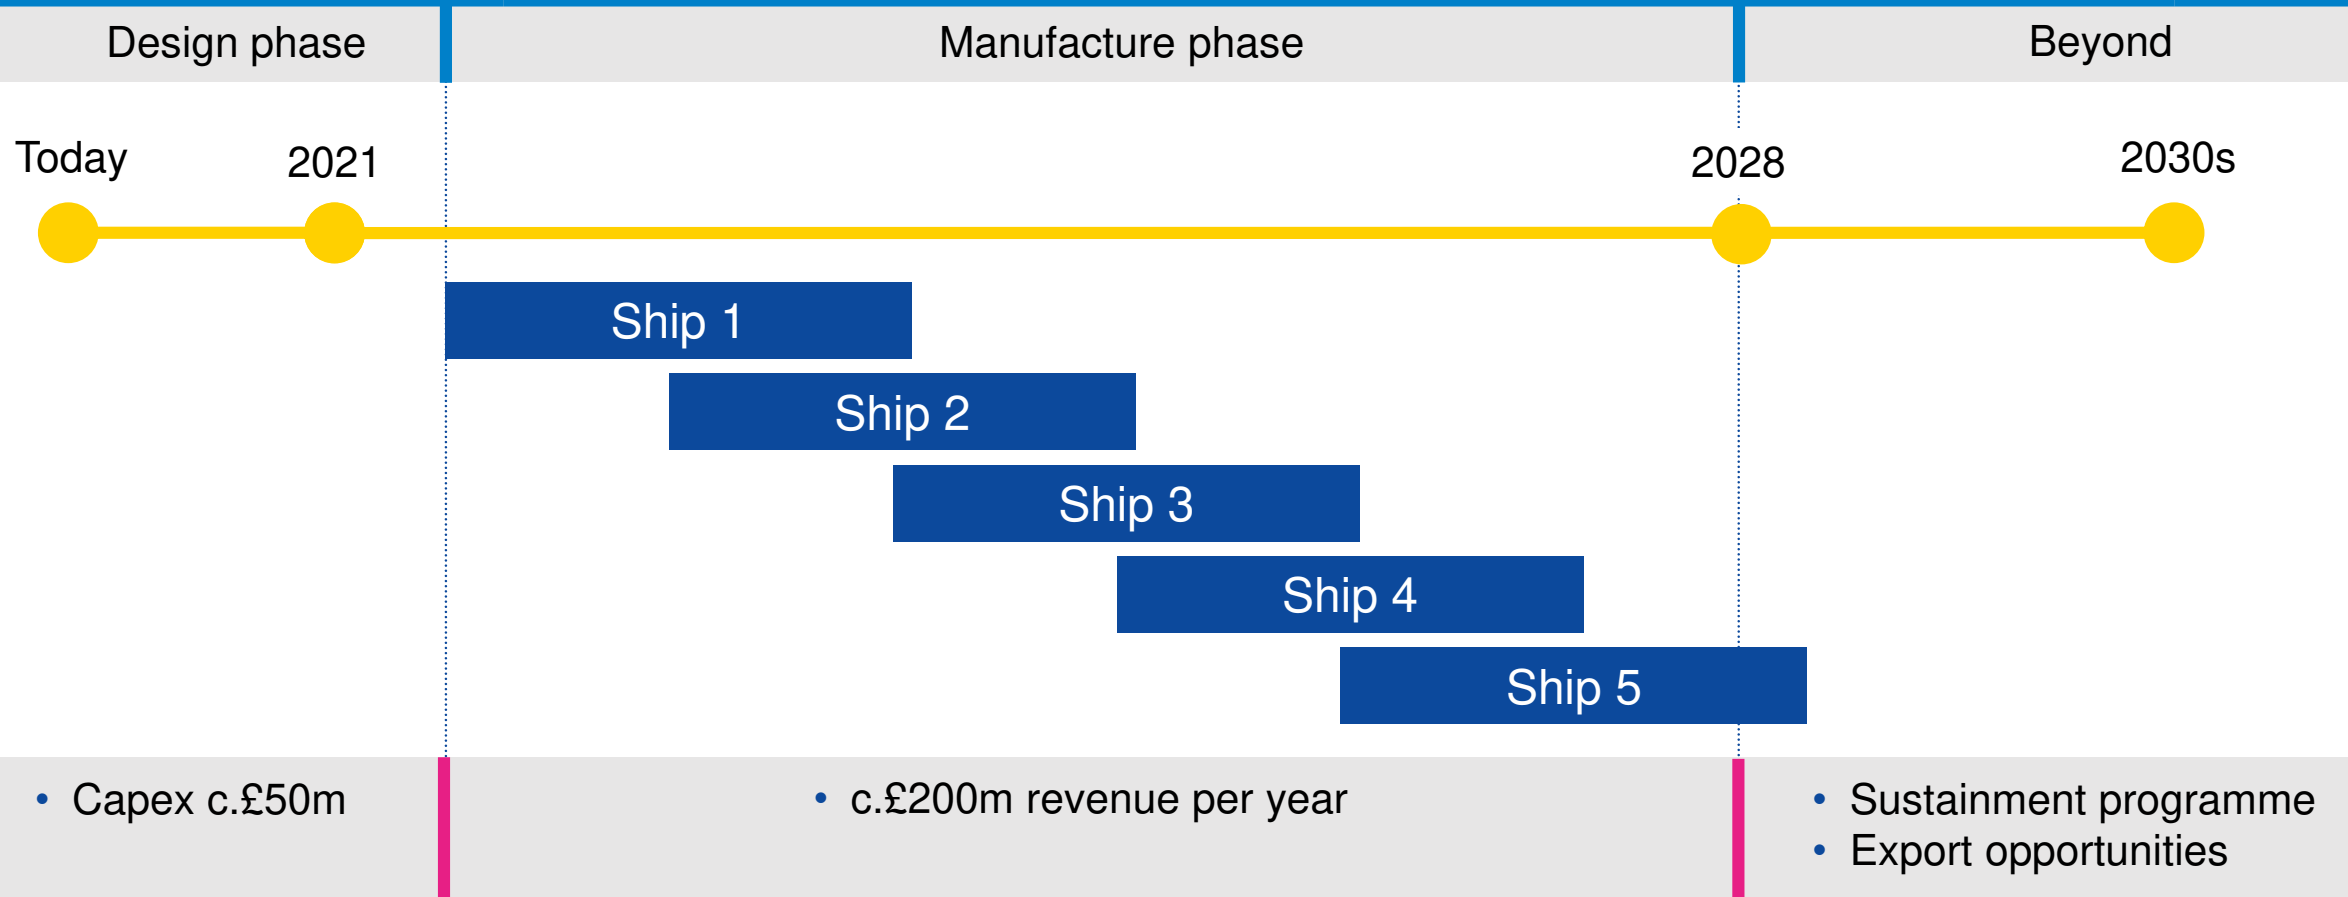 Design phase
Manufacture phase
Beyond
Today
2021
2028
2030s
Ship 1
Ship 2
Ship 3
Ship 4
Ship 5
• Capex c.£50m
• c.£200m revenue per year
• Sustainment programme
• Export opportunities